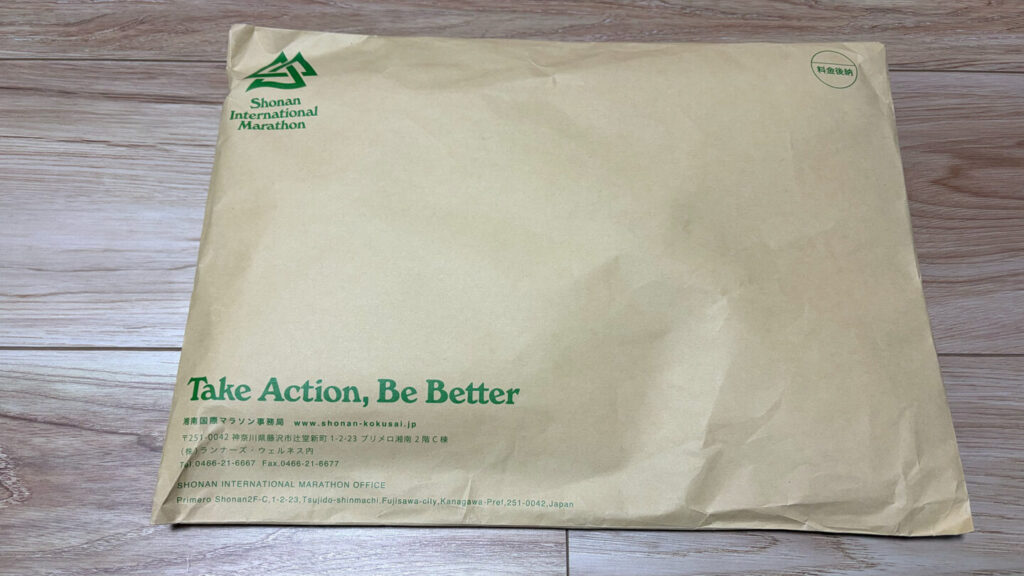 Shonan
International
Marathon
料金後納
Take Action, Be Better
湘南国際マラソン事務局 www.shonan-kokusai.jp
〒251-0042 神奈川県藤沢市辻堂新町1-2-23 プリメロ湘南2階C棟
(株)ランナーズ・ウェルネス内
Tel.0466-21-6667 Fax.0466-21-6677
SHONAN INTERNATIONAL MARATHON OFFICE
Primero Shonan2F-C,1-2-23,Tsujido-shinmachi,Fujisawa-city,Kanagawa-Pref,251-0042,Japan